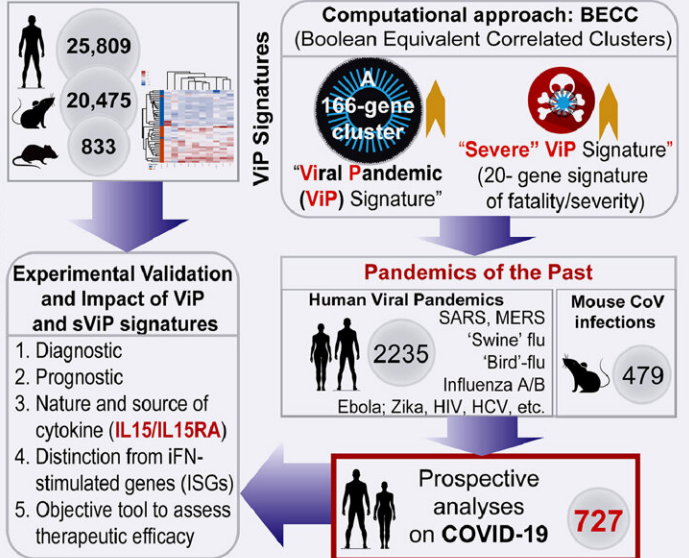 25,809
20,475
833
ViP Signatures
Computational approach: BECC
(Boolean Equivalent Correlated Clusters)
A
166-gene
cluster
"Viral Pandemic
(ViP) Signature"
"Severe" ViP Signature"
(20- gene signature
of fatality/severity)
Experimental Validation
and Impact of ViP
and sViP signatures
1. Diagnostic
2. Prognostic
3. Nature and source of
cytokine (IL15/IL15RA)
4. Distinction from iFN-
stimulated genes (ISGs)
5. Objective tool to assess
therapeutic efficacy
Pandemics of the Past
Human Viral Pandemics
2235
SARS, MERS
'Swine' flu
'Bird'-flu
Influenza A/B
Ebola; Zika, HIV, HCV, etc.
Mouse CoV
infections
479
Prospective
analyses
on COVID-19
727